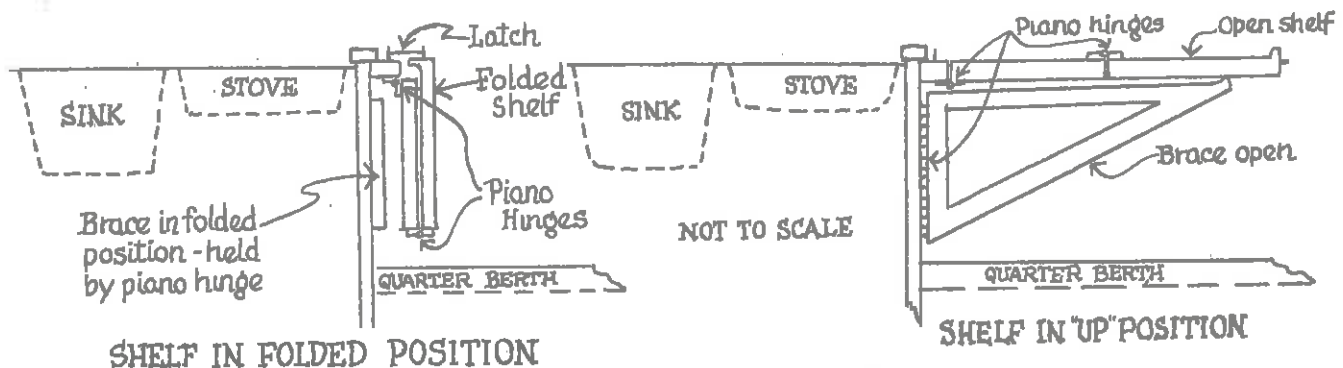 Latch
Folded
Shelf
STOVE
SINK
Piano
Hinges
Brace in folded
position - held
by piano hinge
QUARTER BERTH
SHELF IN FOLDED POSITION
Piano hinges
Open shelf
STOVE
SINK
Brace open
NOT TO SCALE
QUARTER BERTH
SHELF IN "UP" POSITION